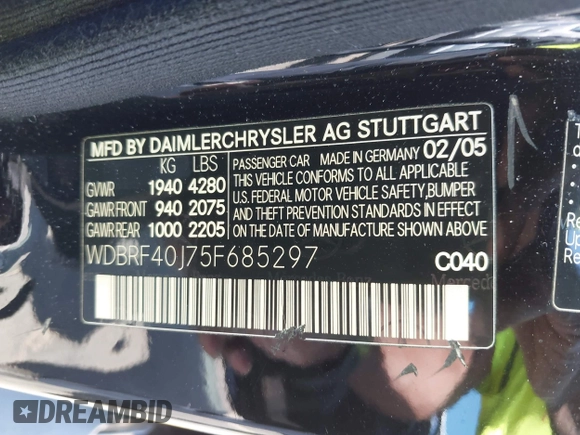 MFD BY DAIMLERCHRYSLER AG STUTTGART
KG LBS
GVWR 1940 4280
GAWR FRONT 940 2075
GAWR REAR 1000 2205
PASSENGER CAR MADE IN GERMANY 02/05
THIS VEHICLE CONFORMS TO ALL APPLICABLE
U.S. FEDERAL MOTOR VEHICLE SAFETY, BUMPER
AND THEFT PREVENTION STANDARDS IN EFFECT
ON THE DATE OF MANUFACTURE SHOWN ABOVE
WDBRF40J75F685297
C040
DREAMBID